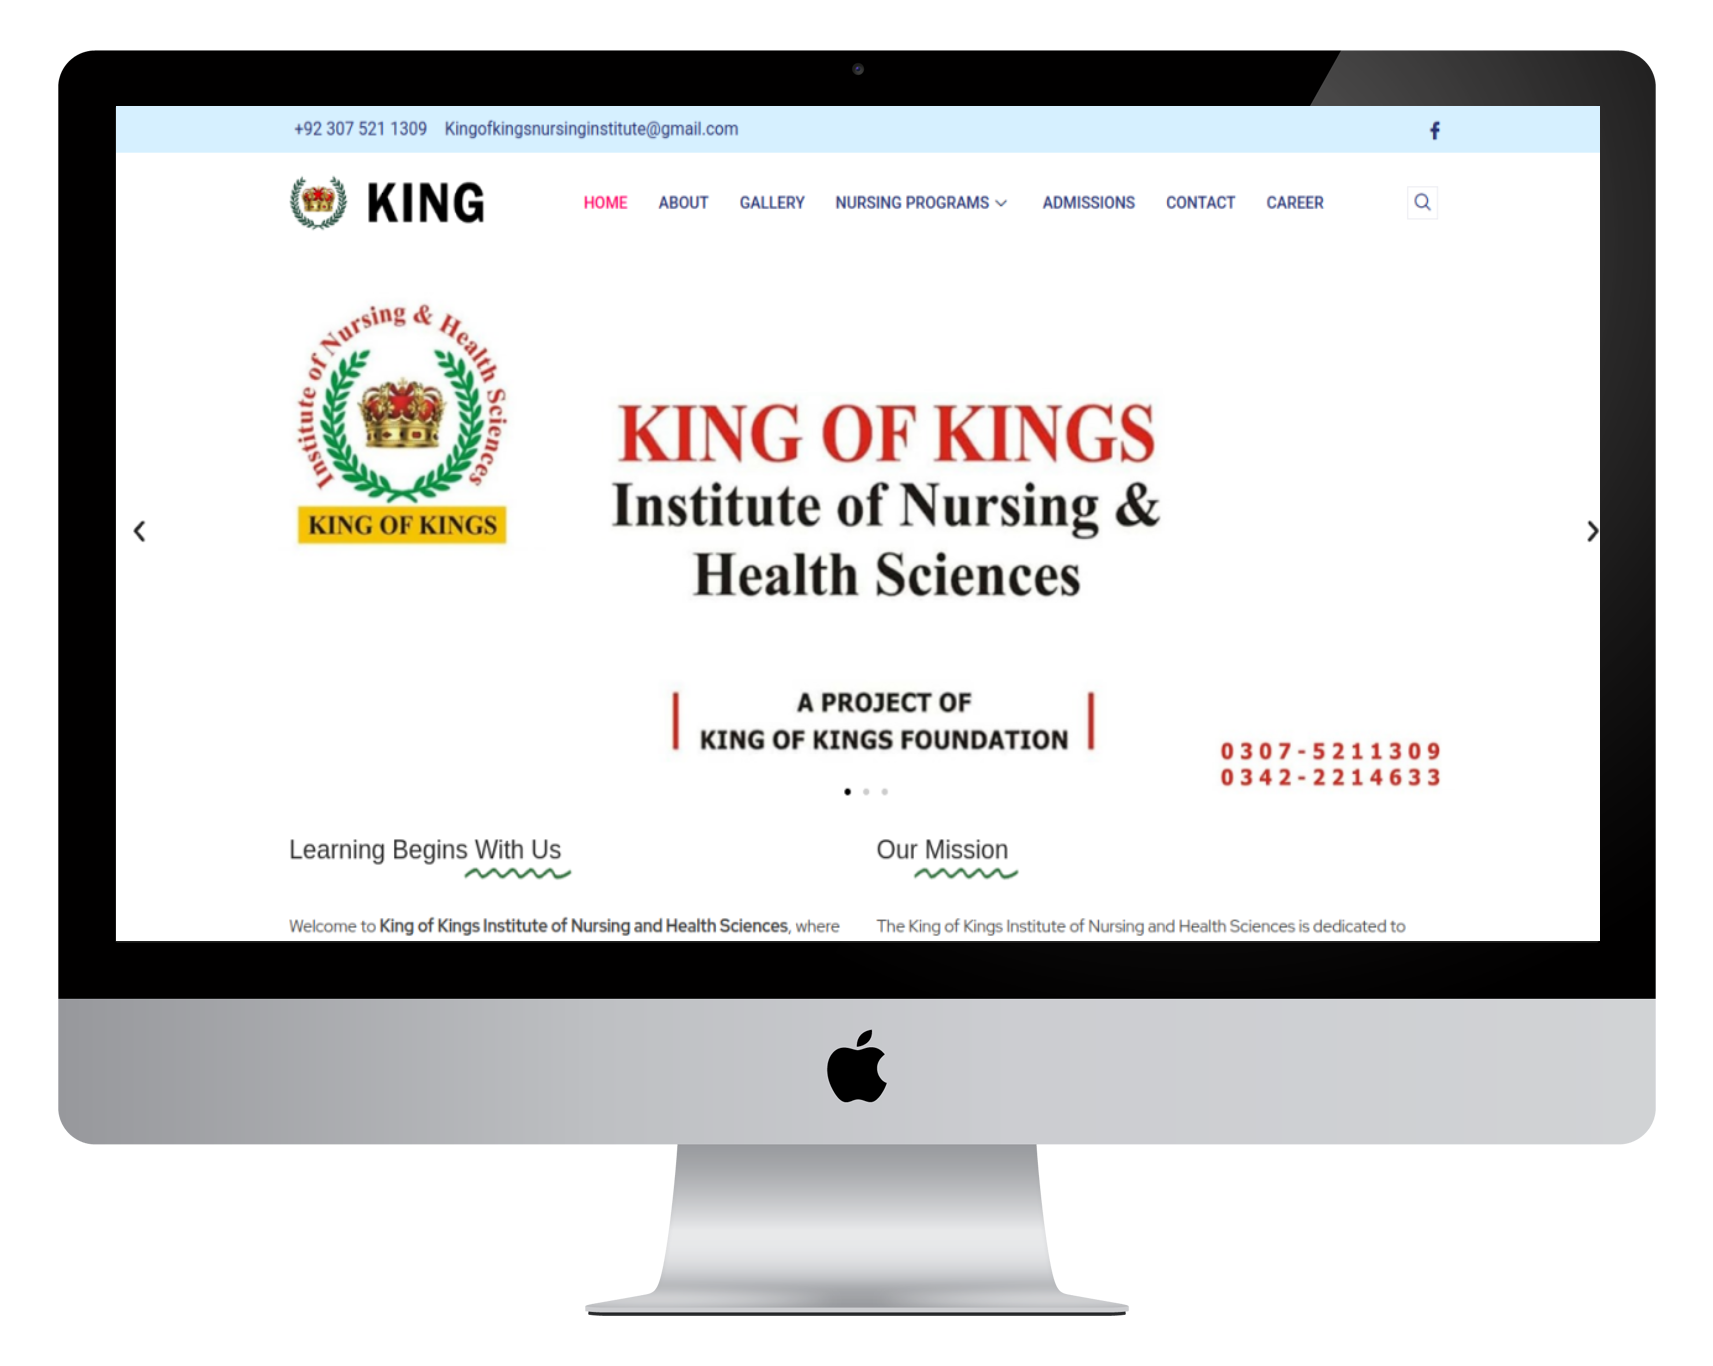 +92 307 521 1309 Kingofkingsnursinginstitute@gmail.com
KING
HOME ABOUT GALLERY NURSING PROGRAMS ADMISSIONS CONTACT CAREER
Institute of Nursing & Health Sciences
KING OF KINGS
KING OF KINGS
Institute of Nursing &
Health Sciences
A PROJECT OF
KING OF KINGS FOUNDATION
0307-5211309
0342-2214633
Learning Begins With Us
Our Mission
Welcome to King of Kings Institute of Nursing and Health Sciences, where
The King of Kings Institute of Nursing and Health Sciences is dedicated to